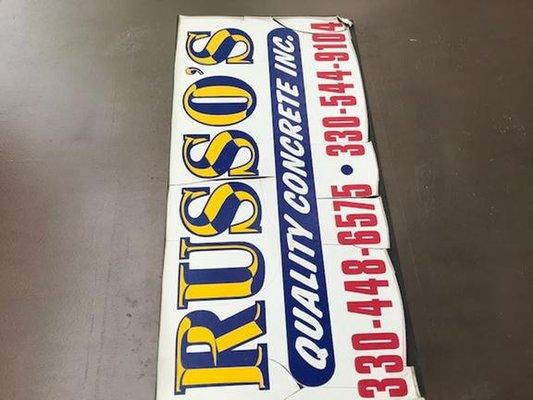 RUSSO'S
QUALITY CONCRETE INC.
330-448-6575 • 330-544-9104